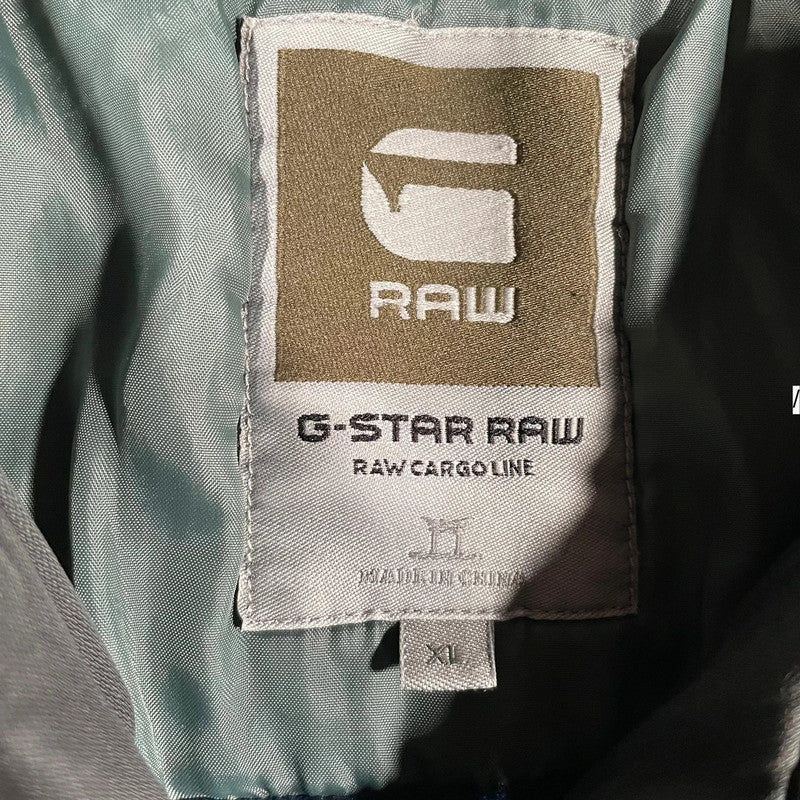 RAW
G-STAR RAW
RAW CARGO LINE
MADE IN CHINA
XL